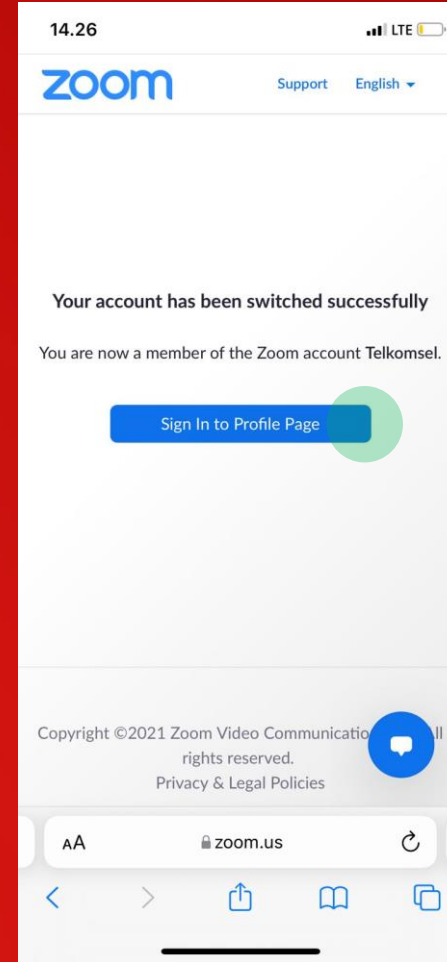 14.26
LTE
zoom
Support English
Your account has been switched successfully
You are now a member of the Zoom account Telkomsel.
Sign In to Profile Page
Copyright ©2021 Zoom Video
rights reserved.
Privacy & Legal Policies
AA zoom.us